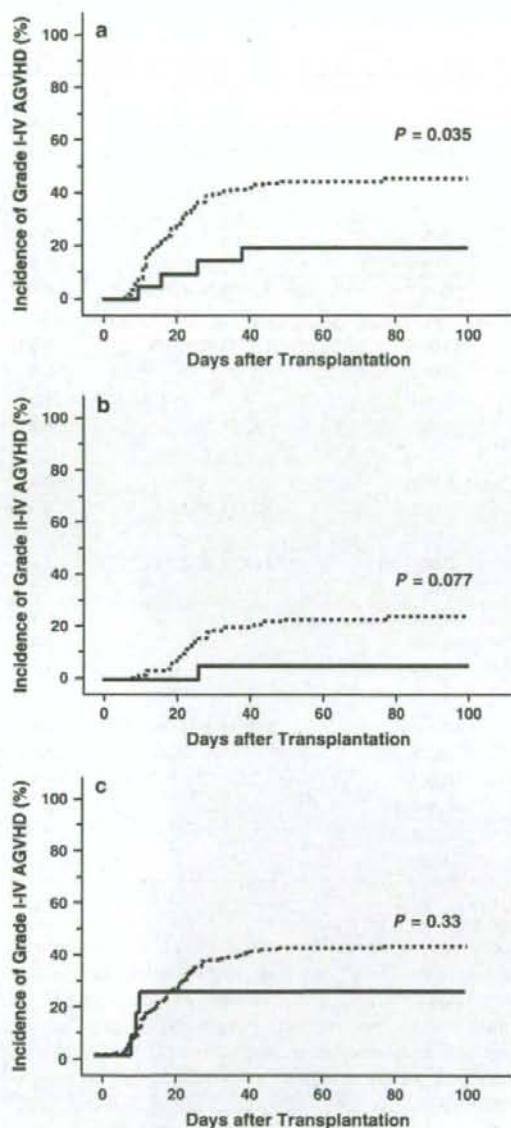 a
Incidence of Grade I-IV AGVHD (%)
100
80
60
40
20
0
P = 0.035
0 20 40 60 80 100
Days after Transplantation
b
Incidence of Grade II-IV AGVHD (%)
100
80
60
40
20
0
P = 0.077
0 20 40 60 80 100
Days after Transplantation
c
Incidence of Grade I-IV AGVHD (%)
100
80
60
40
20
0
P = 0.33
0 20 40 60 80 100
Days after Transplantation